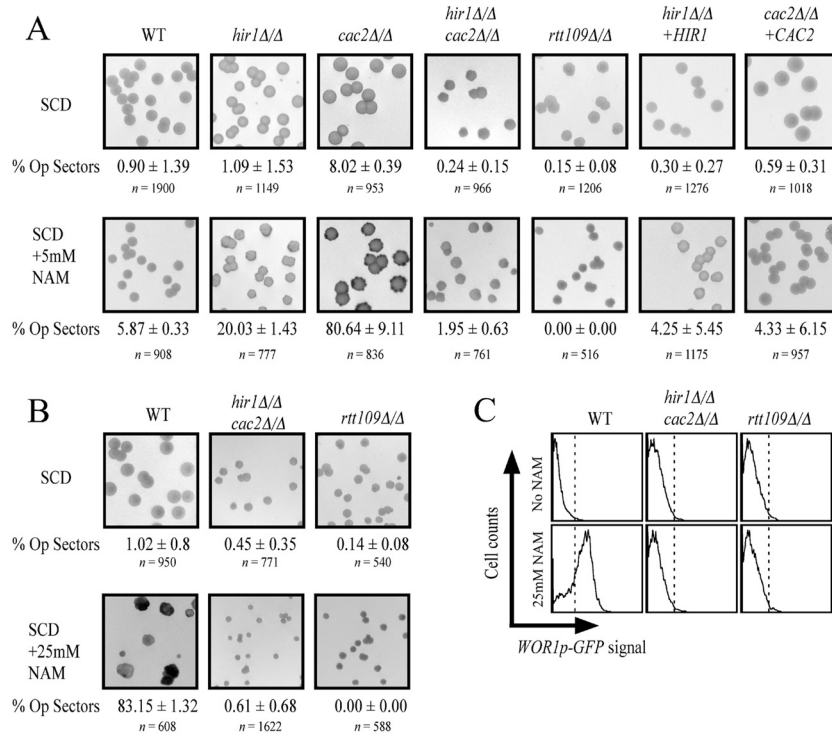 A
WT
hir1Δ/Δ
cac2Δ/Δ
hir1Δ/Δ
cac2Δ/Δ
rtt109Δ/Δ
hir1Δ/Δ
+HIR1
cac2Δ/Δ
+CAC2
SCD
% Op Sectors 0.90 ± 1.39 1.09 ± 1.53 8.02 ± 0.39 0.24 ± 0.15 0.15 ± 0.08 0.30 ± 0.27 0.59 ± 0.31
n = 1900 n = 1149 n = 953 n = 966 n = 1206 n = 1276 n = 1018
SCD
+5mM
NAM
% Op Sectors 5.87 ± 0.33 20.03 ± 1.43 80.64 ± 9.11 1.95 ± 0.63 0.00 ± 0.00 4.25 ± 5.45 4.33 ± 6.15
n = 908 n = 777 n = 836 n = 761 n = 516 n = 1175 n = 957
B
WT
hir1Δ/Δ
cac2Δ/Δ
rtt109Δ/Δ
SCD
% Op Sectors 1.02 ± 0.8 0.45 ± 0.35 0.14 ± 0.08
n = 950 n = 771 n = 540
SCD
+25mM
NAM
% Op Sectors 83.15 ± 1.32 0.61 ± 0.68 0.00 ± 0.00
n = 608 n = 1622 n = 588
C
WT
hir1Δ/Δ
cac2Δ/Δ
rtt109Δ/Δ
No NAM
25mM NAM
Cell counts
WOR1p-GFP signal